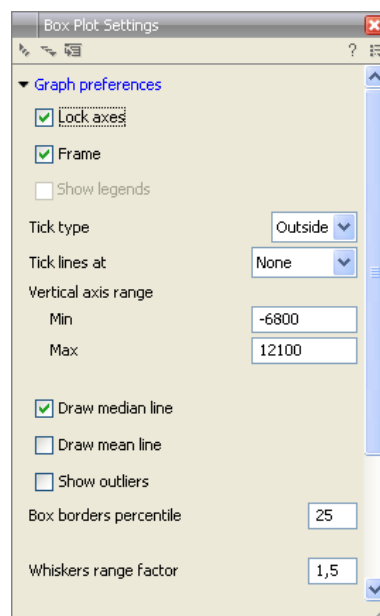 Box Plot Settings
?
Graph preferences
Lock axes
Frame
Show legends
Tick type Outside
Tick lines at None
Vertical axis range
Min -6800
Max 12100
Draw median line
Draw mean line
Show outliers
Box borders percentile 25
Whiskers range factor 1,5